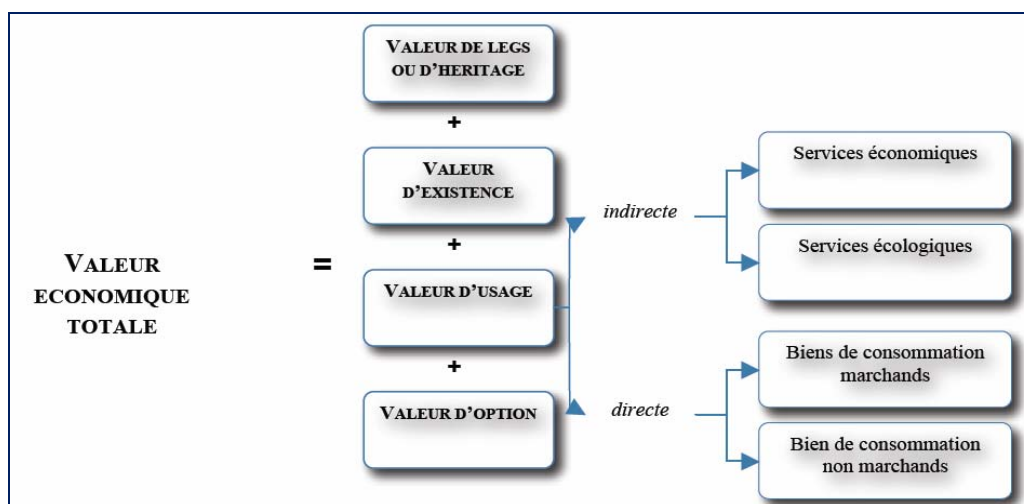 VALEUR
ECONOMIQUE
TOTALE
=
VALEUR DE LEGS
OU D'HERITAGE
+
VALEUR
D'EXISTENCE
+
VALEUR D'USAGE
+
VALEUR D'OPTION
indirecte
Services économiques
Services écologiques
directe
Biens de consommation
marchands
Bien de consommation
non marchands